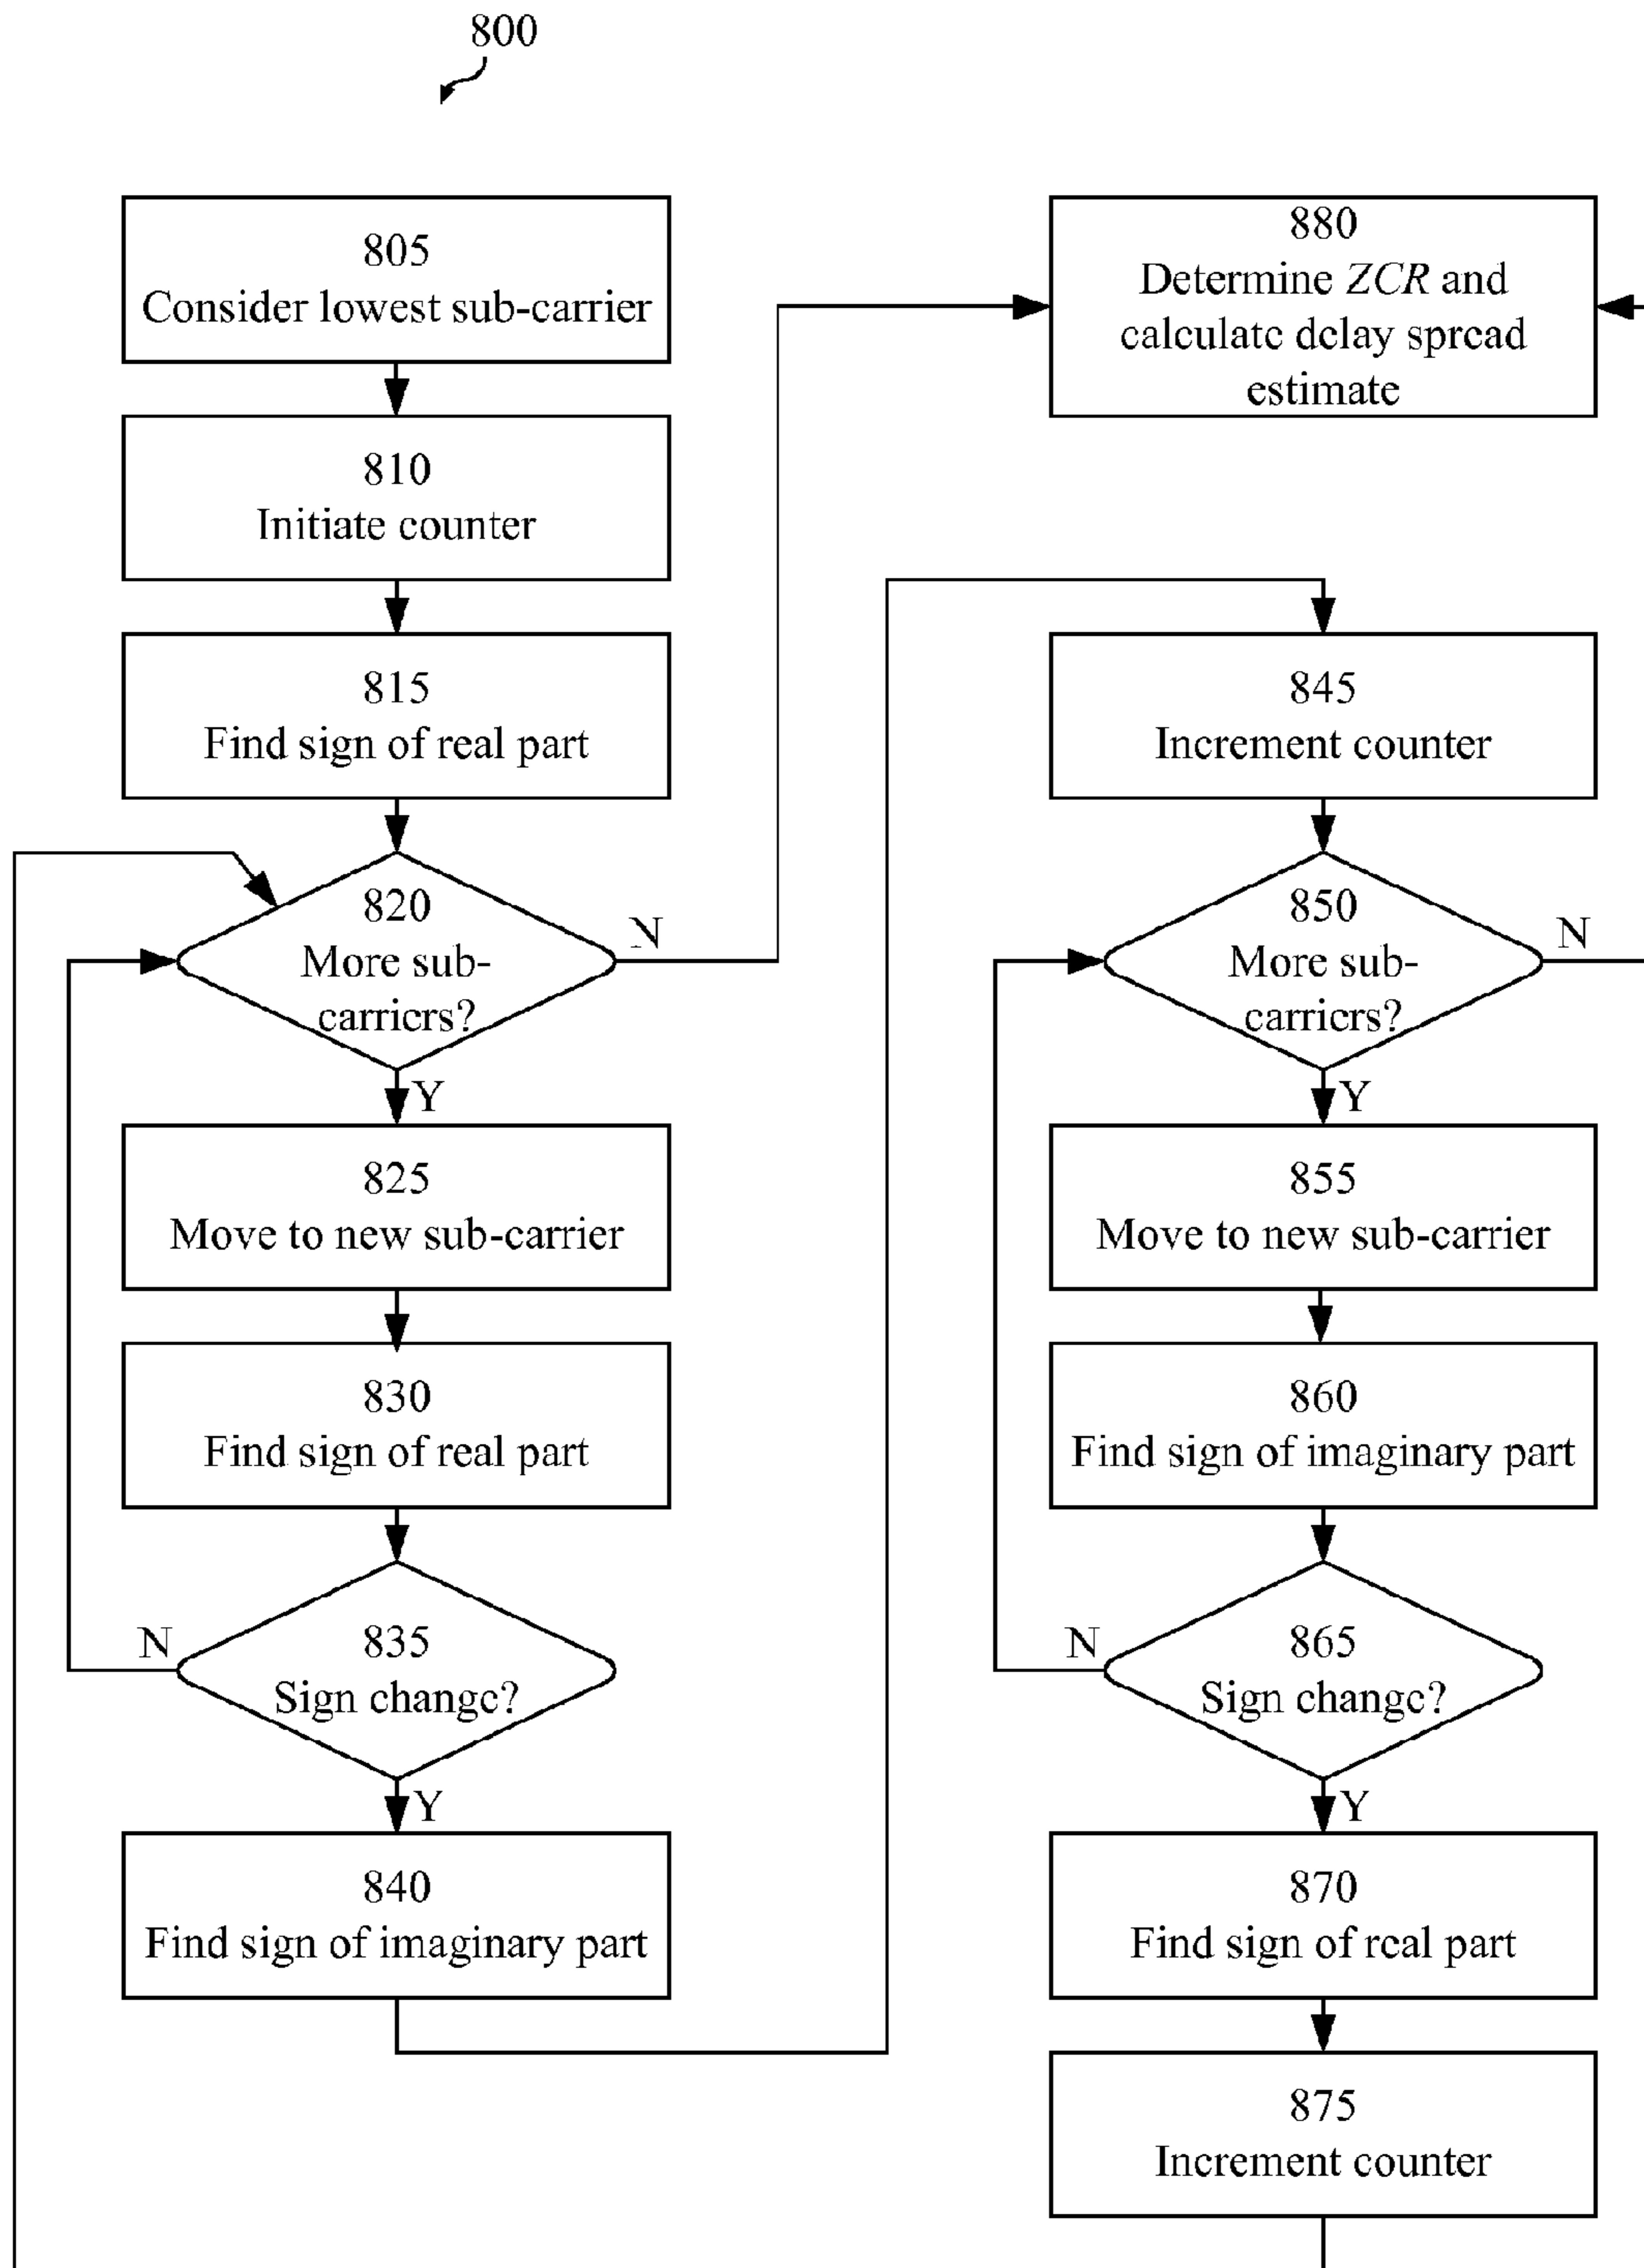 800
805
Consider lowest sub-carrier
810
Initiate counter
815
Find sign of real part
820
More sub-
carriers?
N
Y
825
Move to new sub-carrier
830
Find sign of real part
835
Sign change?
N
Y
840
Find sign of imaginary part
880
Determine ZCR and
calculate delay spread
estimate
845
Increment counter
850
More sub-
carriers?
N
Y
855
Move to new sub-carrier
860
Find sign of imaginary part
865
Sign change?
N
Y
870
Find sign of real part
875
Increment counter